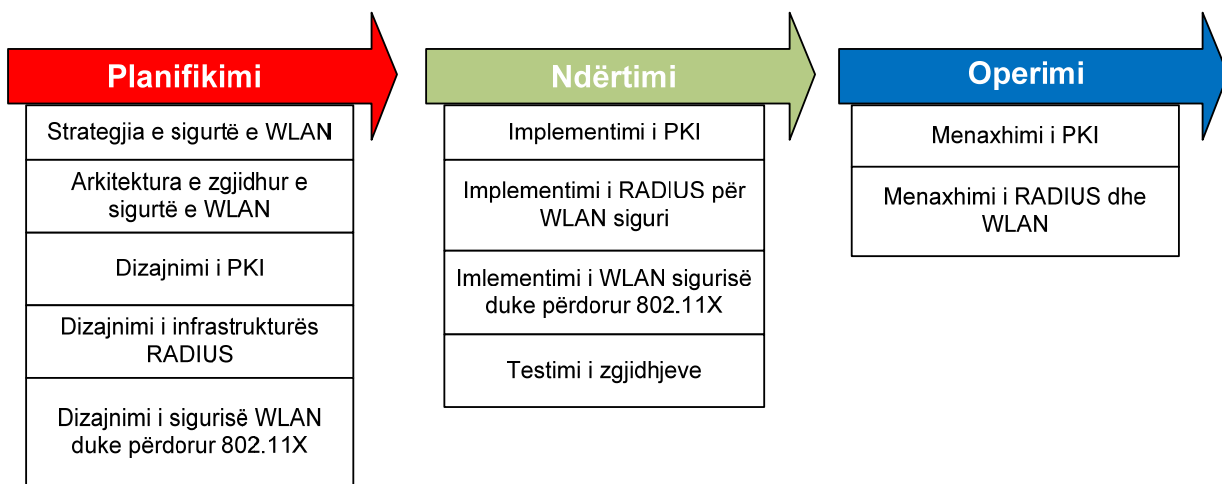 Planifikimi
Strategjia e sigurtë e WLAN
Arkitektura e zgjidhur e
sigurtë e WLAN
Dizajnimi i PKI
Dizajnimi i infrastrukturës
RADIUS
Dizajnimi i sigurisë WLAN
duke përdorur 802.11X
Ndërtimi
Implementimi i PKI
Implementimi i RADIUS për
WLAN siguri
Imlementimi i WLAN sigurisë
duke përdorur 802.11X
Testimi i zgjidhjeve
Operimi
Menaxhimi i PKI
Menaxhimi i RADIUS dhe
WLAN